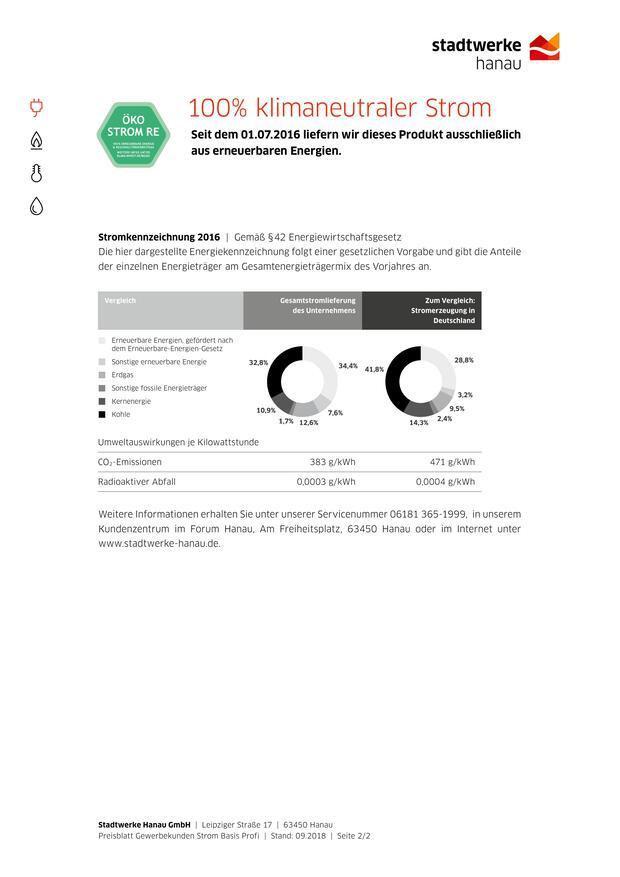 stadtwerke
hanau
ÖKO
STROM RE
100% klimaneutraler Strom
Seit dem 01.07.2016 liefern wir dieses Produkt ausschließlich
aus erneuerbaren Energien.
Stromkennzeichnung 2016 | Gemäß §42 Energiewirtschaftsgesetz
Die hier dargestellte Energiekennzeichnung folgt einer gesetzlichen Vorgabe und gibt die Anteile
der einzelnen Energieträger am Gesamtenergieträgermix des Vorjahres an.
Vergleich
Gesamtstromlieferung
des Unternehmens
Zum Vergleich:
Stromerzeugung in
Deutschland
Erneuerbare Energien, gefördert nach
dem Erneuerbare-Energien-Gesetz
Sonstige erneuerbare Energie
Erdgas
Sonstige fossile Energieträger
Kernenergie
Kohle
32,8%
34,4%
10,9%
7,6%
1,7%
12,6%
41,8%
28,8%
3,2%
9,5%
2,4%
14,3%
Umweltauswirkungen je Kilowattstunde
CO₂-Emissionen 383 g/kWh 471 g/kWh
Radioaktiver Abfall 0,0003 g/kWh 0,0004 g/kWh
Weitere Informationen erhalten Sie unter unserer Servicenummer 06181 365-1999, in unserem
Kundenzentrum im Forum Hanau, Am Freiheitsplatz, 63450 Hanau oder im Internet unter
www.stadtwerke-hanau.de.
Stadtwerke Hanau GmbH | Leipziger Straße 17 | 63450 Hanau
Preisblatt Gewerbekunden Strom Basis Profi | Stand: 09.2018 | Seite 2/2